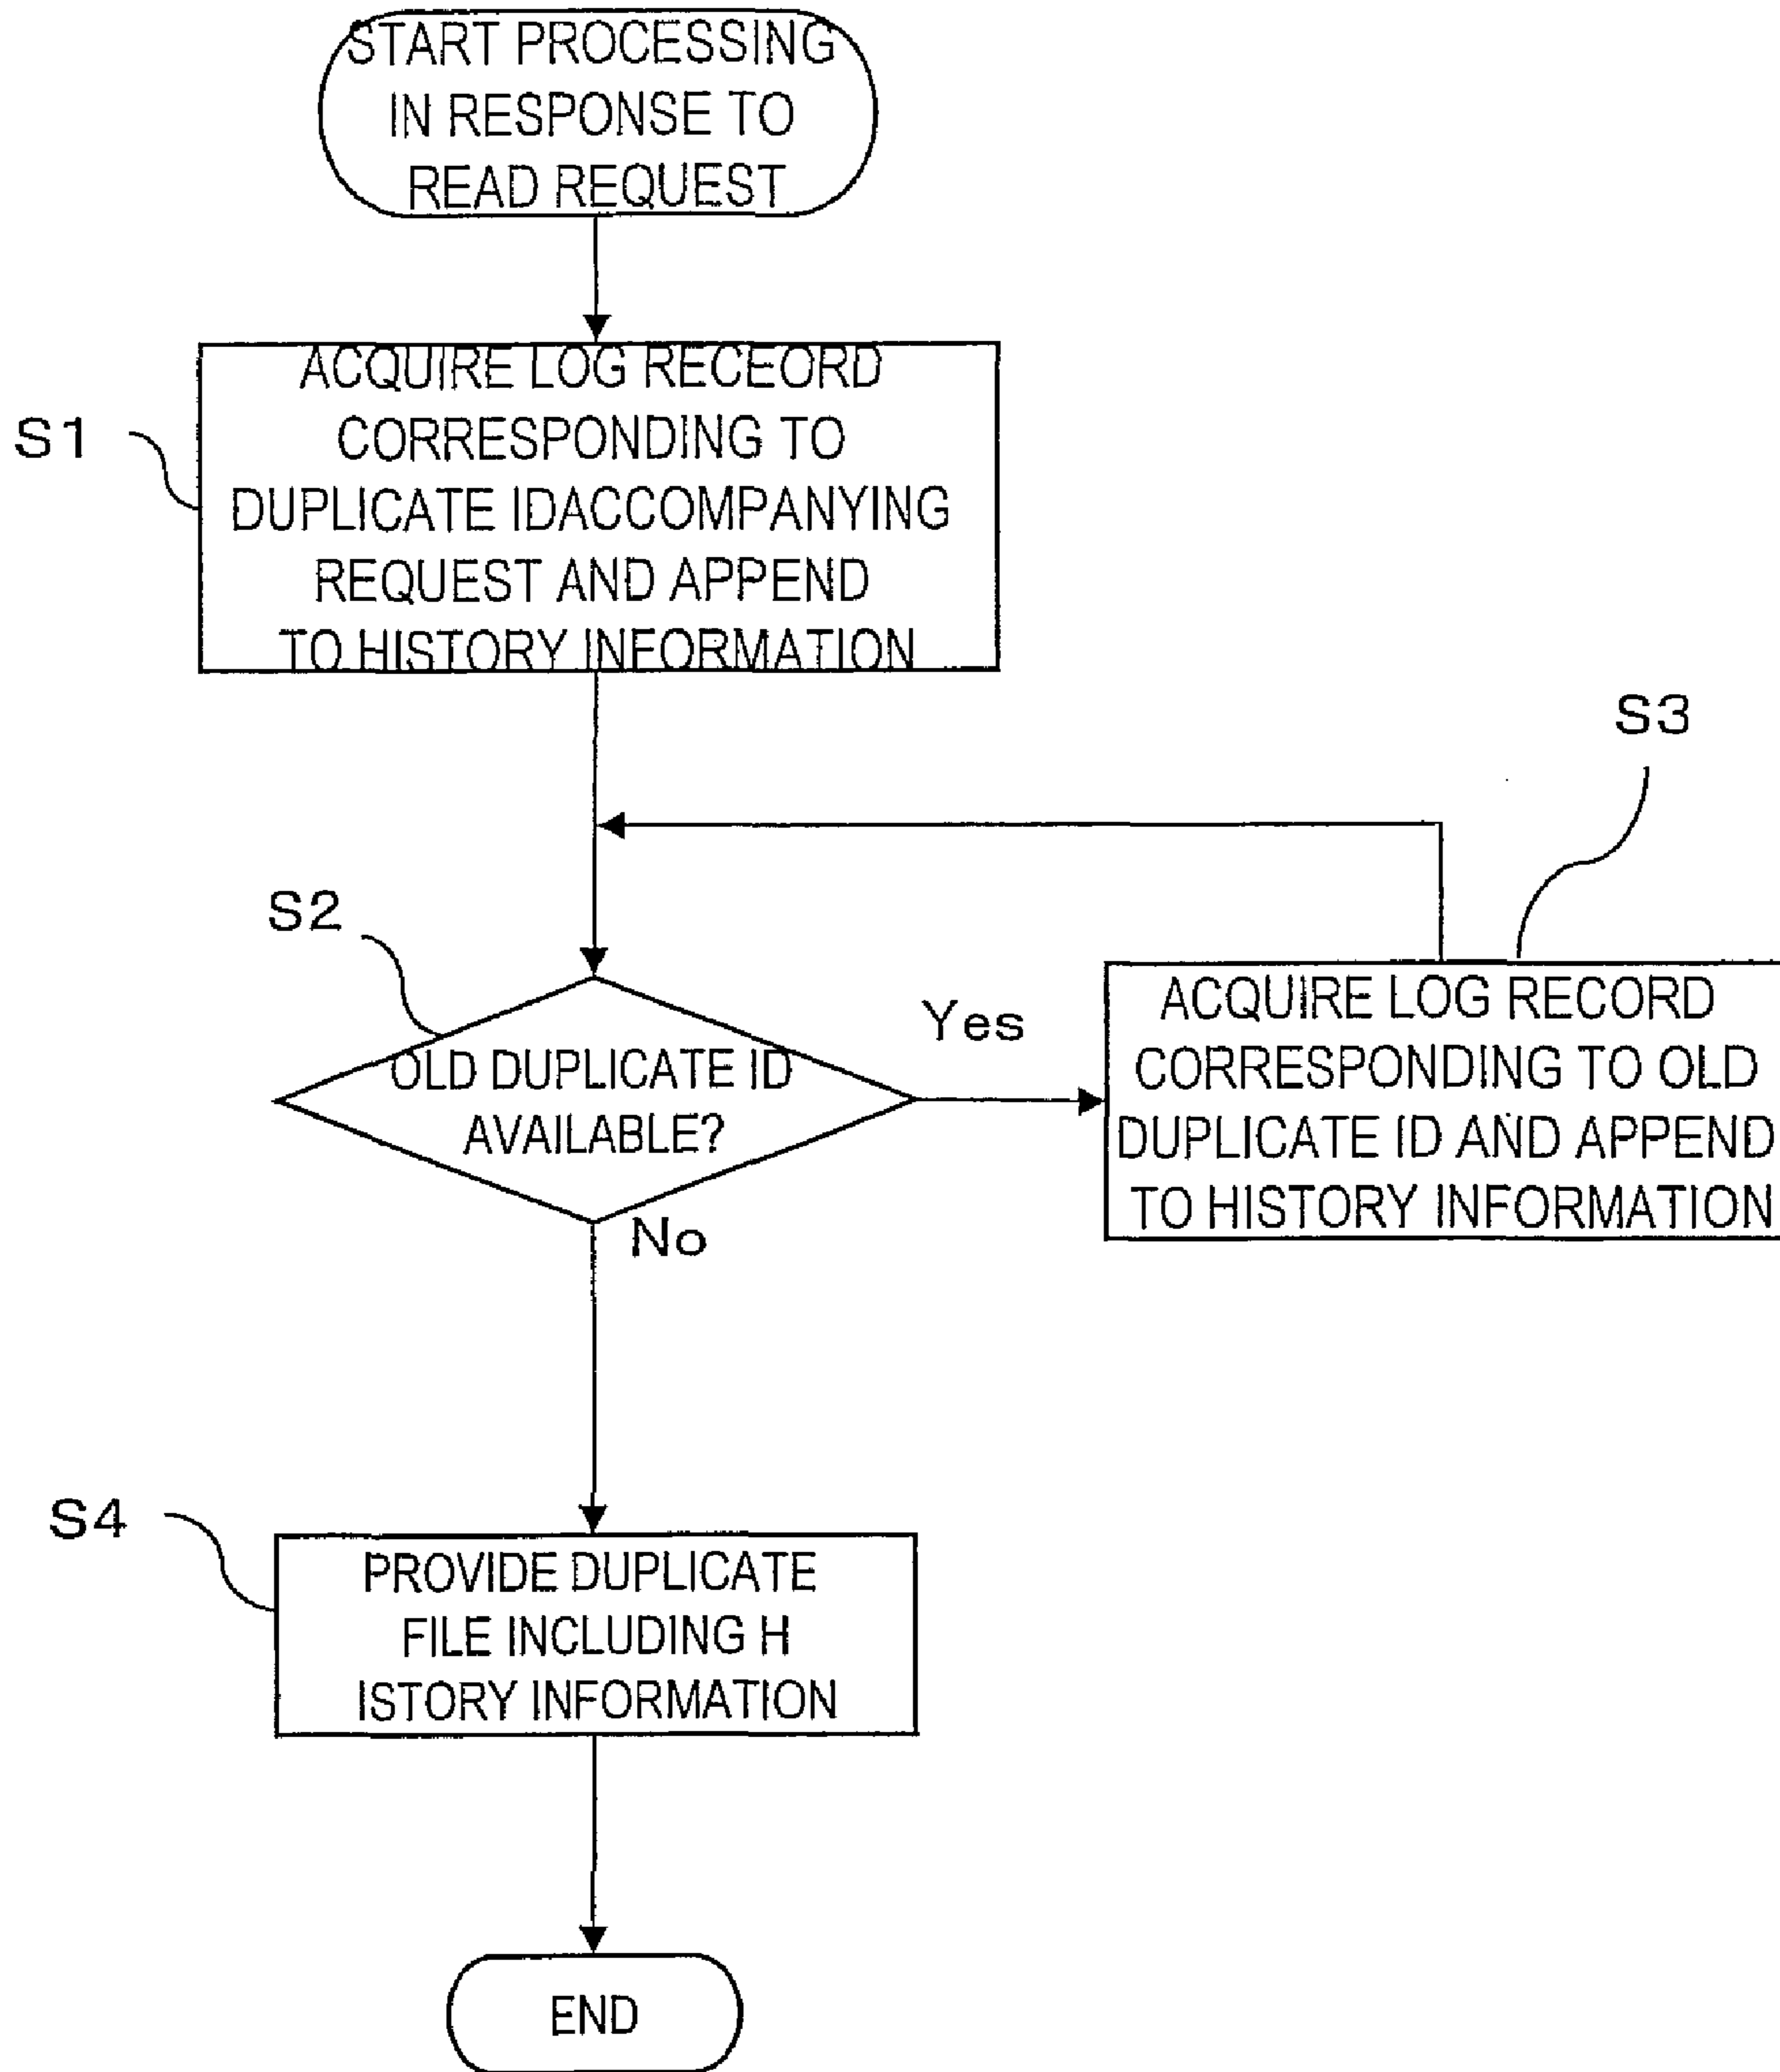 START PROCESSING
IN RESPONSE TO
READ REQUEST
S1
ACQUIRE LOG RECEORD
CORRESPONDING TO
DUPLICATE IDACCOMPANYING
REQUEST AND APPEND
TO HISTORY INFORMATION
S3
S2
OLD DUPLICATE ID
AVAILABLE?
Yes
ACQUIRE LOG RECORD
CORRESPONDING TO OLD
DUPLICATE ID AND APPEND
TO HISTORY INFORMATION
No
S4
PROVIDE DUPLICATE
FILE INCLUDING H
ISTORY INFORMATION
END